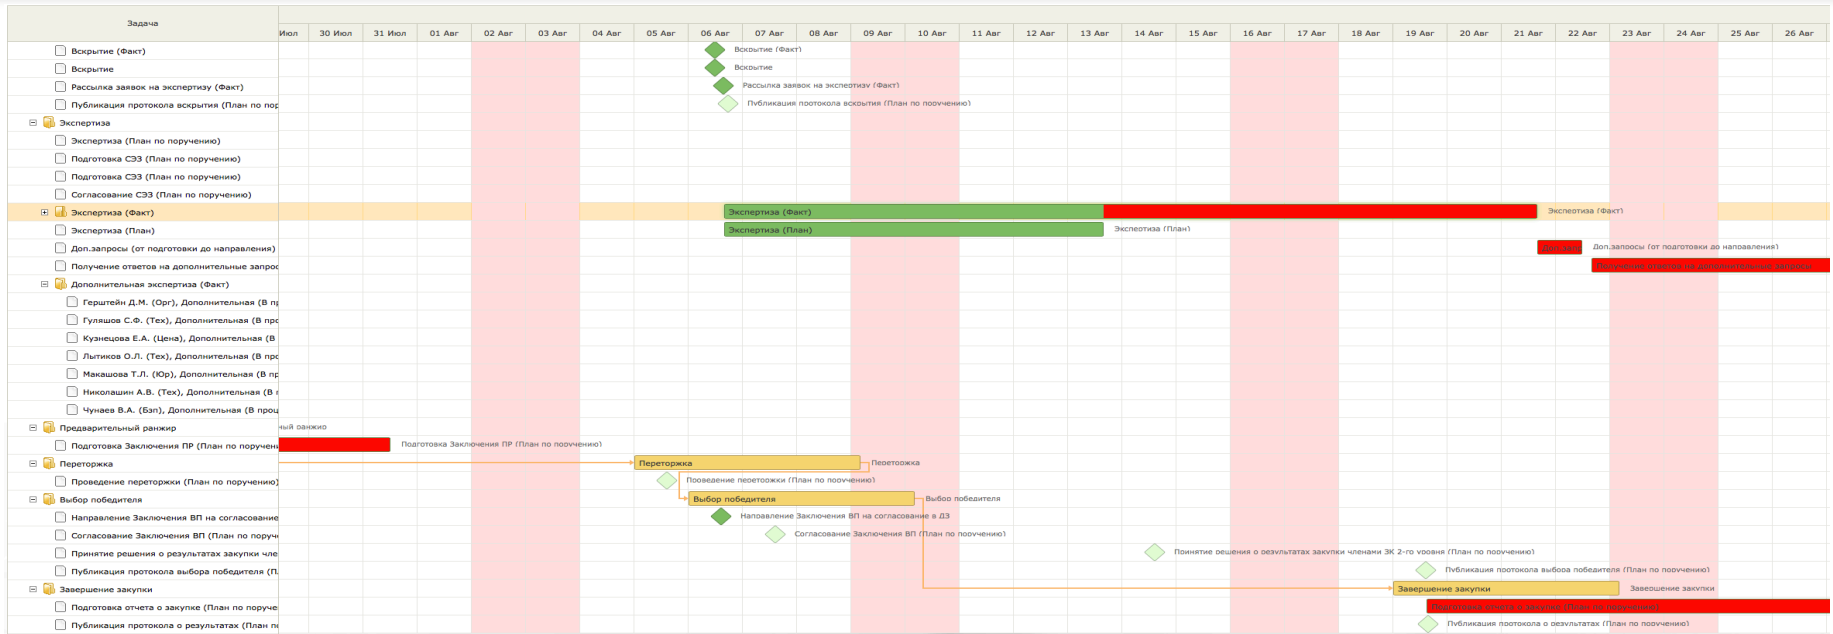 Задача
Июл 30 Июл 31 Июл 01 Авг 02 Авг 03 Авг 04 Авг 05 Авг 06 Авг 07 Авг 08 Авг 09 Авг 10 Авг 11 Авг 12 Авг 13 Авг 14 Авг 15 Авг 16 Авг 17 Авг 18 Авг 19 Авг 20 Авг 21 Авг 22 Авг 23 Авг 24 Авг 25 Авг 26 Авг
Вскрытие (Факт) Вскрытие (Факт)
Вскрытие Вскрытие
Рассылка заявок на экспертизу (Факт) Рассылка заявок на экспертизу (Факт)
Публикация протокола вскрытия (План по пор Публикация протокола вскрытия (План по поручению)
Экспертиза
Экспертиза (План по поручению)
Подготовка СЭЗ (План по поручению)
Подготовка СЭЗ (План по поручению)
Согласование СЭЗ (План по поручению)
Экспертиза (Факт) Экспертиза (Факт) Экспертиза (Факт)
Экспертиза (План) Экспертиза (План) Экспертиза (План)
Доп.запросы (от подготовки до направления) Доп.запр Доп.запросы (от подготовки до направления)
Получение ответов на дополнительные запрос Получение ответов на дополнительные запросы
Дополнительная экспертиза (Факт)
Герштейн Д.М. (Орг), Дополнительная (В пр
Гуляшов С.Ф. (Тех), Дополнительная (В прс
Кузнецова Е.А. (Цена), Дополнительная (В
Лытиков О.Л. (Тех), Дополнительная (В прс
Макашова Т.Л. (Юр), Дополнительная (В пр
Николашин А.В. (Тех), Дополнительная (В г
Чунаев В.А. (Бэп), Дополнительная (В проц
Предварительный ранжир ный ранжир
Подготовка Заключения ПР (План по поручени Подготовка Заключения ПР (План по поручению)
Переторжка Переторжка Переторжка
Проведение переторжки (План по поручению) Проведение переторжки (План по поручению)
Выбор победителя Выбор победителя Выбор победителя
Направление Заключения ВП на согласование Направление Заключения ВП на согласование в ДЗ
Согласование Заключения ВП (План по поруч Согласование Заключения ВП (План по поручению)
Принятие решения о результатах закупки чле Принятие решения о результатах закупки членами ЗК 2-го уровня (План по поручению)
Публикация протокола выбора победителя (П. Публикация протокола выбора победителя (План по поручению)
Завершение закупки Завершение закупки Завершение закупки
Подготовка отчета о закупке (План по поруче Подготовка отчета о закупке (План по поручению)
Публикация протокола о результатах (План п Публикация протокола о результатах (План по поручению)